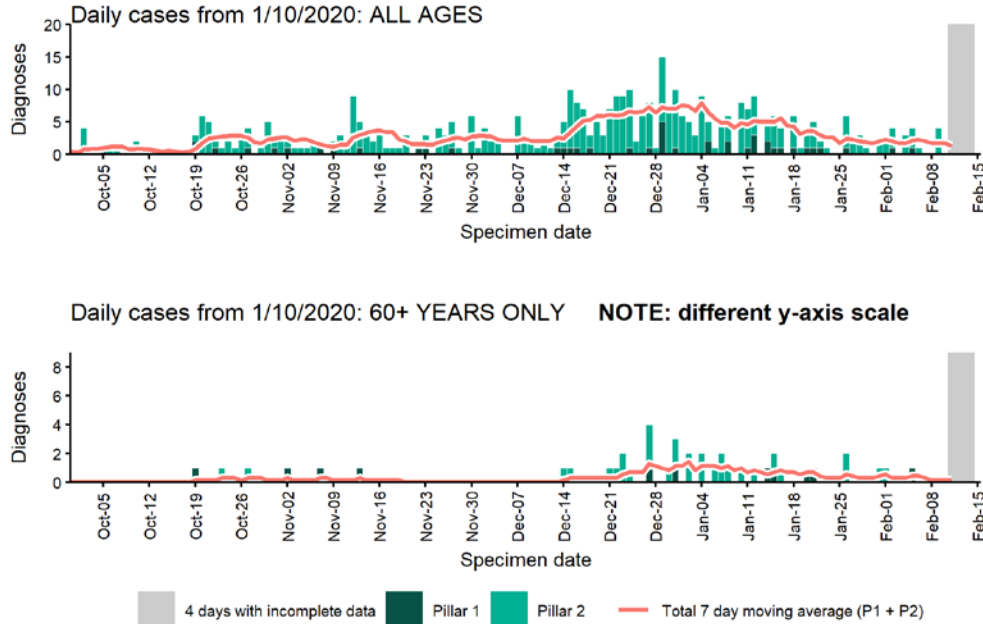 Daily cases from 1/10/2020: ALL AGES
20
15
10
5
0
Diagnoses
Oct-05 Oct-12 Oct-19 Oct-26 Nov-02 Nov-09 Nov-16 Nov-23 Nov-30 Dec-07 Dec-14 Dec-21 Dec-28 Jan-04 Jan-11 Jan-18 Jan-25 Feb-01 Feb-08 Feb-15
Specimen date
Daily cases from 1/10/2020: 60+ YEARS ONLY NOTE: different y-axis scale
8
6
4
2
0
Diagnoses
Oct-05 Oct-12 Oct-19 Oct-26 Nov-02 Nov-09 Nov-16 Nov-23 Nov-30 Dec-07 Dec-14 Dec-21 Dec-28 Jan-04 Jan-11 Jan-18 Jan-25 Feb-01 Feb-08 Feb-15
Specimen date
4 days with incomplete data Pillar 1 Pillar 2 Total 7 day moving average (P1 + P2)